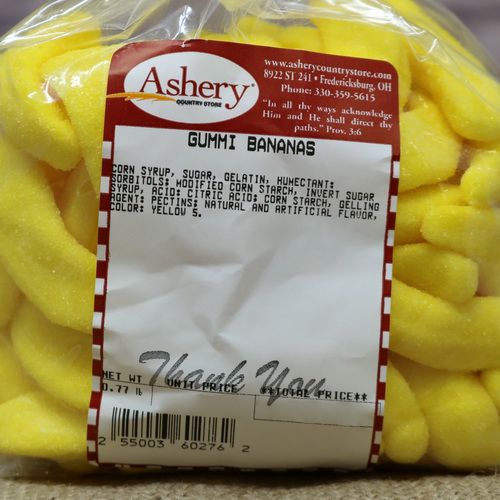 www.asherycountrystore.com
8922 ST 241 • Fredericksburg, OH
Phone: 330-359-5615
"In all thy ways acknowledge
Him and He shall direct thy
paths." Prov. 3:6
Ashery®
COUNTRY STORE
GUMMI BANANAS
CORN SYRUP, SUGAR, GELATIN, HUMECTANT:
SORBITOLS; MODIFIED CORN STARCH, INVERT SUGAR
SYRUP, ACID: CITRIC ACID; CORN STARCH, GELLING
AGENT: PECTINS; NATURAL AND ARTIFICIAL FLAVOR,
COLOR: YELLOW 5.
Thank You
NET WT UNIT PRICE **TOTAL PRICE**
0.77 lb
2 55003 60276 2